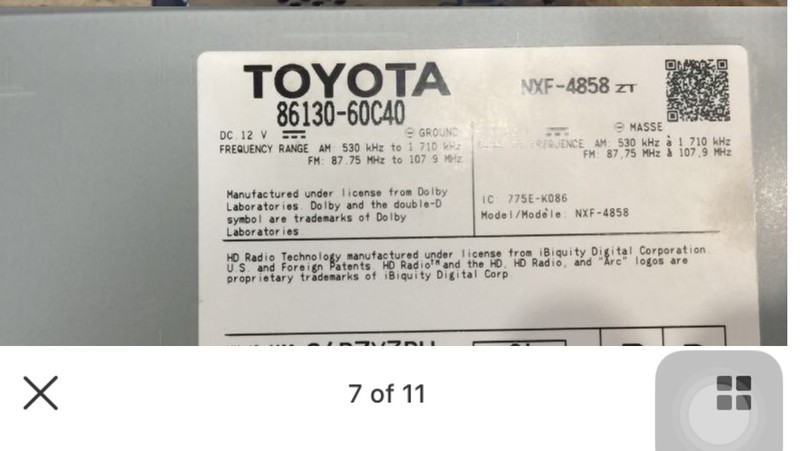 TOYOTA
86130-60C40
DC 12 V
GROUND
FREQUENCY RANGE AM: 530 kHz to 1 710 kHz
FM: 87.75 MHz to 107.9 MHz
NXF-4858 ZT
MASSE
AM: 530 kHz à 1 710 kHz
FM: 87,75 MHz à 107,9 MHz
Manufactured under license from Dolby
Laboratories. Dolby and the double-D
symbol are trademarks of Dolby
Laboratories.
IC: 775E-K086
Model/Modèle: NXF-4858
HD Radio Technology manufactured under license from iBiquity Digital Corporation.
U.S. and Foreign Patents. HD Radio™ and the HD, HD Radio, and "Arc" logos are
proprietary trademarks of iBiquity Digital Corp
7 of 11